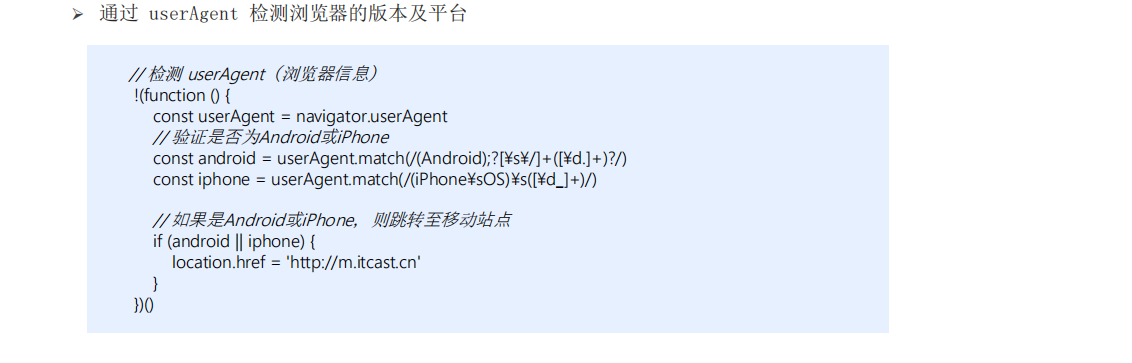 ➢ 通过 userAgent 检测浏览器的版本及平台
// 检测 userAgent（浏览器信息）
!(function () {
const userAgent = navigator.userAgent
// 验证是否为Android或iPhone
const android = userAgent.match(/(Android);?[¥s¥/]+([¥d.]+)?/)
const iphone = userAgent.match(/(iPhone¥sOS)¥s([¥d_]+)/)
// 如果是Android或iPhone，则跳转至移动站点
if (android || iphone) {
location.href = 'http://m.itcast.cn'
}
})()